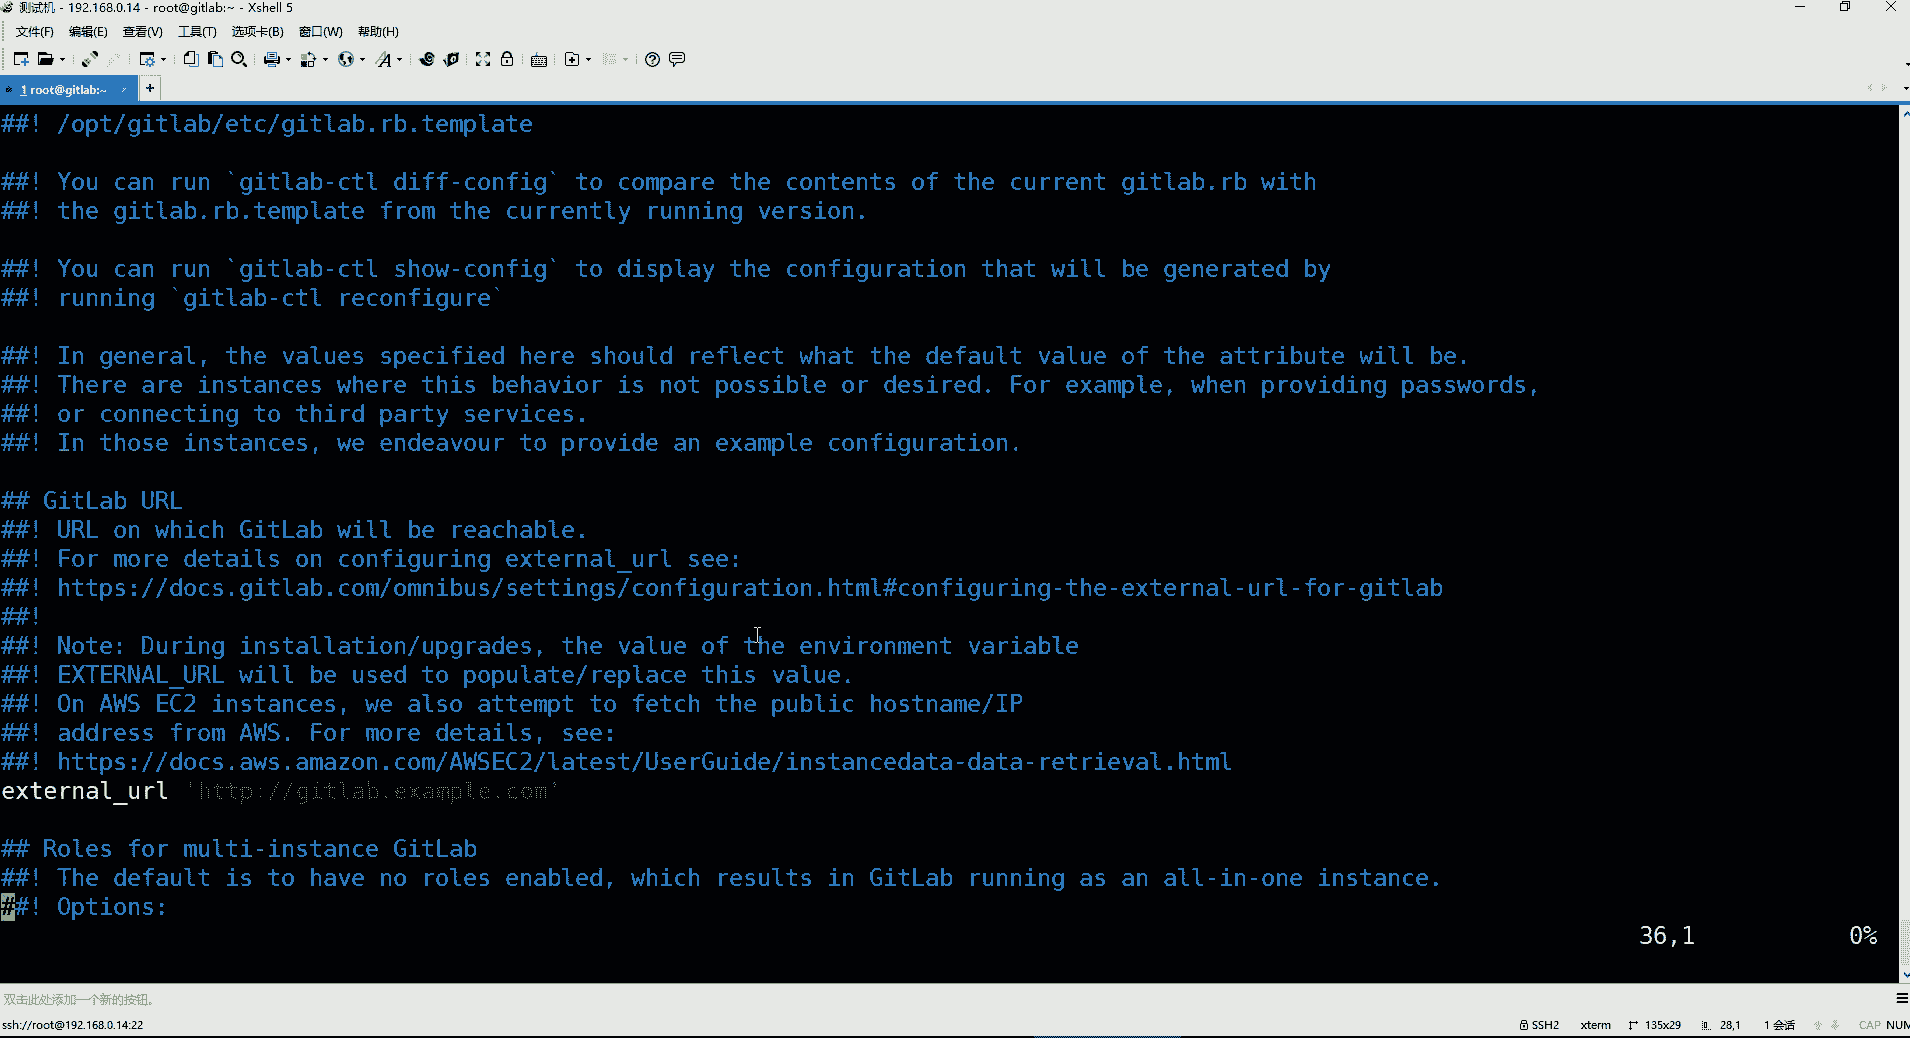 测试机 - 192.168.0.14 - root@gitlab:~ - Xshell 5
文件(F) 编辑(E) 查看(V) 工具(T) 选项卡(B) 窗口(W) 帮助(H)
1 root@gitlab:~
##! /opt/gitlab/etc/gitlab.rb.template
##! You can run `gitlab-ctl diff-config` to compare the contents of the current gitlab.rb with
##! the gitlab.rb.template from the currently running version.
##! You can run `gitlab-ctl show-config` to display the configuration that will be generated by
##! running `gitlab-ctl reconfigure`
##! In general, the values specified here should reflect what the default value of the attribute will be.
##! There are instances where this behavior is not possible or desired. For example, when providing passwords,
##! or connecting to third party services.
##! In those instances, we endeavour to provide an example configuration.
## GitLab URL
##! URL on which GitLab will be reachable.
##! For more details on configuring external_url see:
##! https://docs.gitlab.com/omnibus/settings/configuration.html#configuring-the-external-url-for-gitlab
##!
##! Note: During installation/upgrades, the value of the environment variable
##! EXTERNAL_URL will be used to populate/replace this value.
##! On AWS EC2 instances, we also attempt to fetch the public hostname/IP
##! address from AWS. For more details, see:
##! https://docs.aws.amazon.com/AWSEC2/latest/UserGuide/instancedata-data-retrieval.html
external_url 'http://gitlab.example.com'
## Roles for multi-instance GitLab
##! The default is to have no roles enabled, which results in GitLab running as an all-in-one instance.
##! Options:
36,1 0%
双击此处添加一个新的按钮。
ssh://root@192.168.0.14:22 SSH2 xterm 135x29 28,1 1 会话 CAP NUM